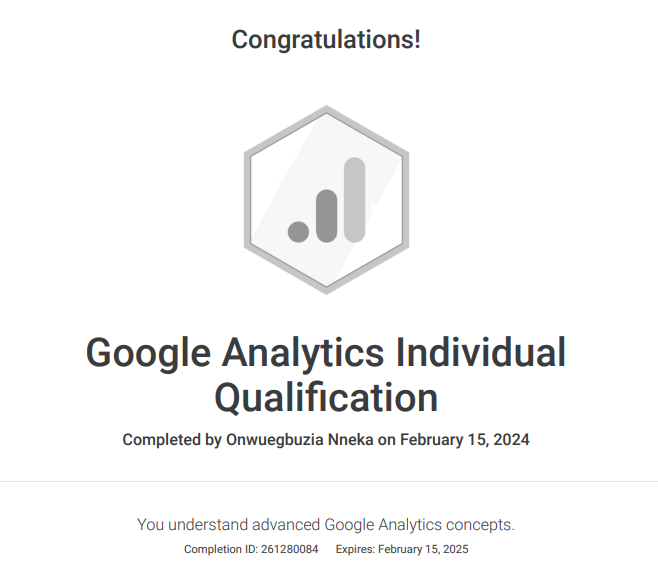 Congratulations!
Google Analytics Individual
Qualification
Completed by Onwuegbuzia Nneka on February 15, 2024
You understand advanced Google Analytics concepts.
Completion ID: 261280084 Expires: February 15, 2025